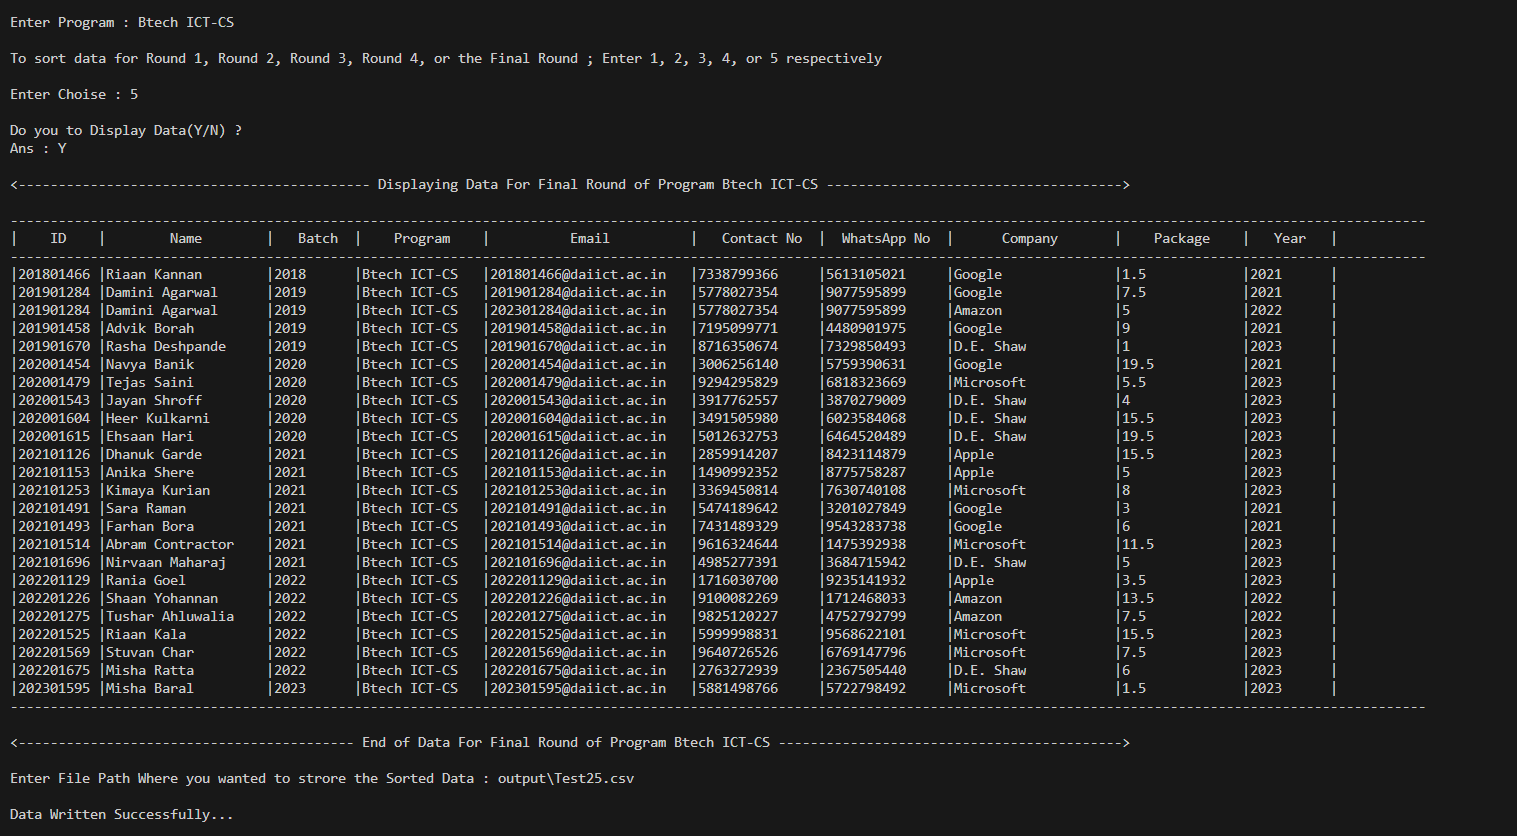 Enter Program : Btech ICT-CS
To sort data for Round 1, Round 2, Round 3, Round 4, or the Final Round ; Enter 1, 2, 3, 4, or 5 respectively
Enter Choise : 5
Do you to Display Data(Y/N) ?
Ans : Y
<-------------------------------------------- Displaying Data For Final Round of Program Btech ICT-CS ------------------------------------->
| ID | Name | Batch | Program | Email | Contact No | WhatsApp No | Company | Package | Year |
|201801466 |Riaan Kannan |2018 |Btech ICT-CS |201801466@daiict.ac.in |7338799366 |5613105021 |Google |1.5 |2021 |
|201901284 |Damini Agarwal |2019 |Btech ICT-CS |201901284@daiict.ac.in |5778027354 |9077595899 |Google |7.5 |2021 |
|201901284 |Damini Agarwal |2019 |Btech ICT-CS |202301284@daiict.ac.in |5778027354 |9077595899 |Amazon |5 |2022 |
|201901458 |Advik Borah |2019 |Btech ICT-CS |201901458@daiict.ac.in |7195099771 |4480901975 |Google |9 |2021 |
|201901670 |Rasha Deshpande |2019 |Btech ICT-CS |201901670@daiict.ac.in |8716350674 |7329850493 |D.E. Shaw |1 |2023 |
|202001454 |Navya Banik |2020 |Btech ICT-CS |202001454@daiict.ac.in |3006256140 |5759390631 |Google |19.5 |2021 |
|202001479 |Tejas Saini |2020 |Btech ICT-CS |202001479@daiict.ac.in |9294295829 |6818323669 |Microsoft |5.5 |2023 |
|202001543 |Jayan Shroff |2020 |Btech ICT-CS |202001543@daiict.ac.in |3917762557 |3870279009 |D.E. Shaw |4 |2023 |
|202001604 |Heer Kulkarni |2020 |Btech ICT-CS |202001604@daiict.ac.in |3491505980 |6023584068 |D.E. Shaw |15.5 |2023 |
|202001615 |Ehsaan Hari |2020 |Btech ICT-CS |202001615@daiict.ac.in |5012632753 |6464520489 |D.E. Shaw |19.5 |2023 |
|202101126 |Dhanuk Garde |2021 |Btech ICT-CS |202101126@daiict.ac.in |2859914207 |8423114879 |Apple |15.5 |2023 |
|202101153 |Anika Shere |2021 |Btech ICT-CS |202101153@daiict.ac.in |1490992352 |8775758287 |Apple |5 |2023 |
|202101253 |Kimaya Kurian |2021 |Btech ICT-CS |202101253@daiict.ac.in |3369450814 |7630740108 |Microsoft |8 |2023 |
|202101491 |Sara Raman |2021 |Btech ICT-CS |202101491@daiict.ac.in |5474189642 |3201027849 |Google |3 |2021 |
|202101493 |Farhan Bora |2021 |Btech ICT-CS |202101493@daiict.ac.in |7431489329 |9543283738 |Google |6 |2021 |
|202101514 |Abram Contractor |2021 |Btech ICT-CS |202101514@daiict.ac.in |9616324644 |1475392938 |Microsoft |11.5 |2023 |
|202101696 |Nirvaan Maharaj |2021 |Btech ICT-CS |202101696@daiict.ac.in |4985277391 |3684715942 |D.E. Shaw |5 |2023 |
|202201129 |Rania Goel |2022 |Btech ICT-CS |202201129@daiict.ac.in |1716030700 |9235141932 |Apple |3.5 |2023 |
|202201226 |Shaan Yohannan |2022 |Btech ICT-CS |202201226@daiict.ac.in |9100082269 |1712468033 |Amazon |13.5 |2022 |
|202201275 |Tushar Ahluwalia |2022 |Btech ICT-CS |202201275@daiict.ac.in |9825120227 |4752792799 |Amazon |7.5 |2022 |
|202201525 |Riaan Kala |2022 |Btech ICT-CS |202201525@daiict.ac.in |5999998831 |9568622101 |Microsoft |15.5 |2023 |
|202201569 |Stuvan Char |2022 |Btech ICT-CS |202201569@daiict.ac.in |9640726526 |6769147796 |Microsoft |7.5 |2023 |
|202201675 |Misha Ratta |2022 |Btech ICT-CS |202201675@daiict.ac.in |2763272939 |2367505440 |D.E. Shaw |6 |2023 |
|202301595 |Misha Baral |2023 |Btech ICT-CS |202301595@daiict.ac.in |5881498766 |5722798492 |Microsoft |1.5 |2023 |
<------------------------------------------ End of Data For Final Round of Program Btech ICT-CS ------------------------------------------->
Enter File Path Where you wanted to strore the Sorted Data : output\Test25.csv
Data Written Successfully...